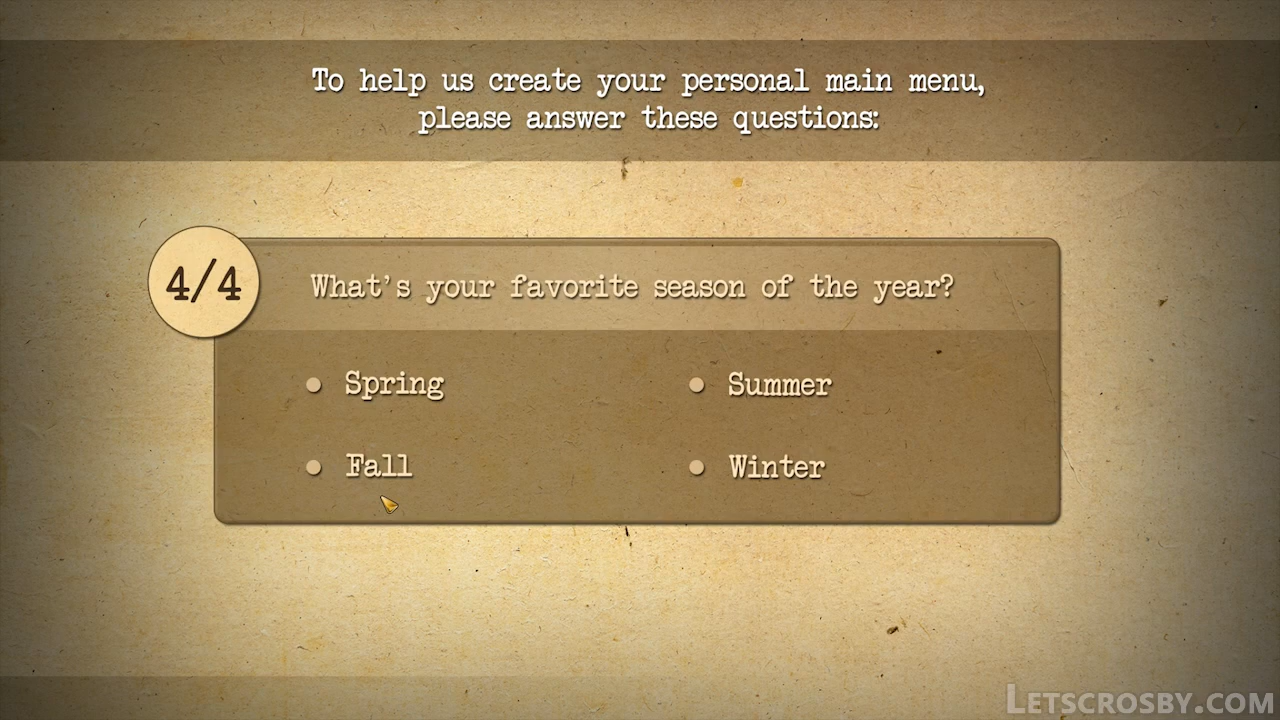 To help us create your personal main menu,
please answer these questions:
4/4
What's your favorite season of the year?
Spring
Summer
Fall
Winter
LETSCROSBY.COM